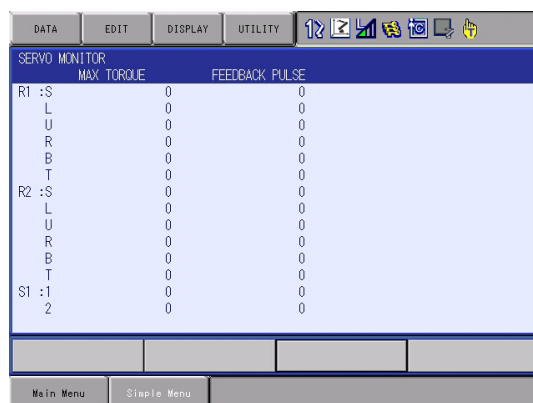 DATA EDIT DISPLAY UTILITY
SERVO MONITOR
MAX TORQUE FEEDBACK PULSE
R1 :S 0 0
L 0 0
U 0 0
R 0 0
B 0 0
T 0 0
R2 :S 0 0
L 0 0
U 0 0
R 0 0
B 0 0
T 0 0
S1 :1 0 0
2 0 0
Main Menu Simple Menu